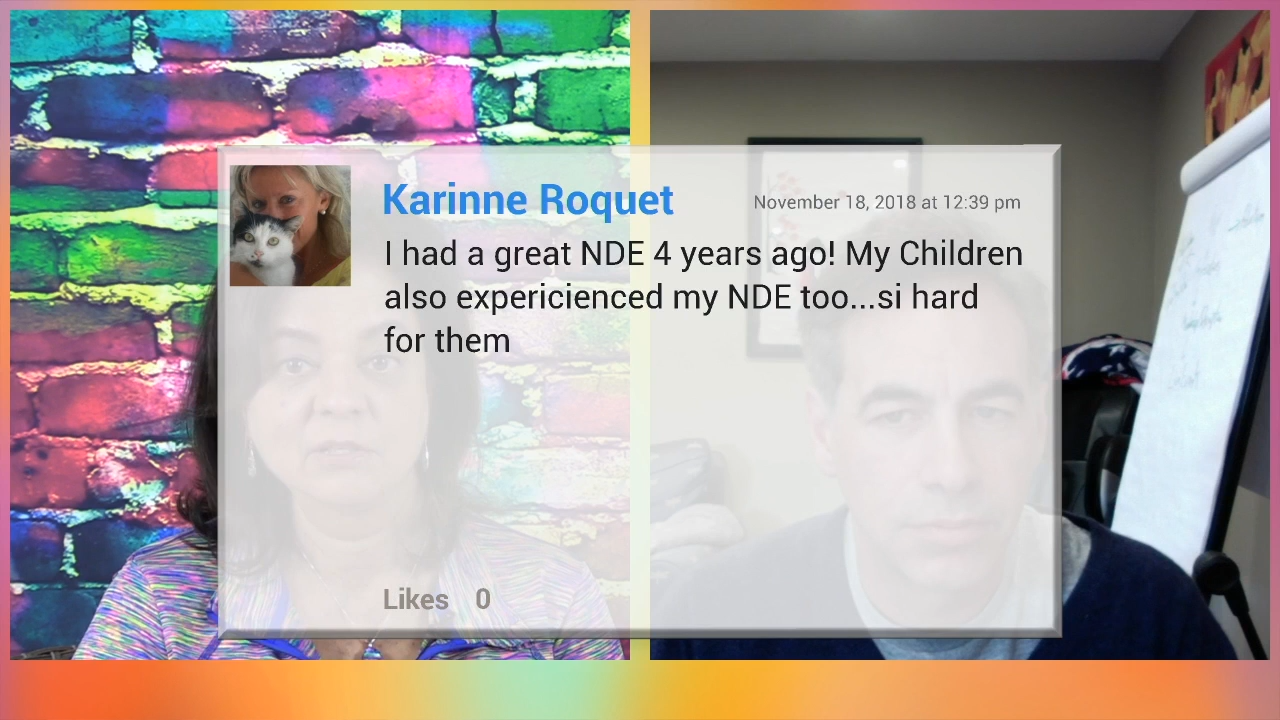 Karinne Roquet
November 18, 2018 at 12:39 pm
I had a great NDE 4 years ago! My Children
also expericienced my NDE too...si hard
for them
Likes 0